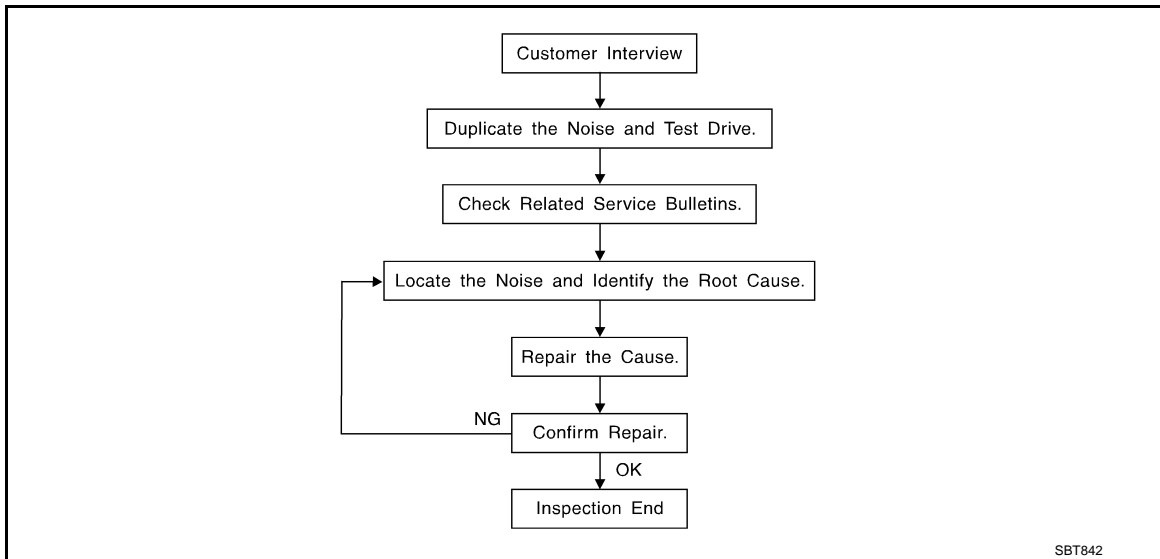 Customer Interview
Duplicate the Noise and Test Drive.
Check Related Service Bulletins.
Locate the Noise and Identify the Root Cause.
Repair the Cause.
NG
Confirm Repair.
OK
Inspection End
SBT842